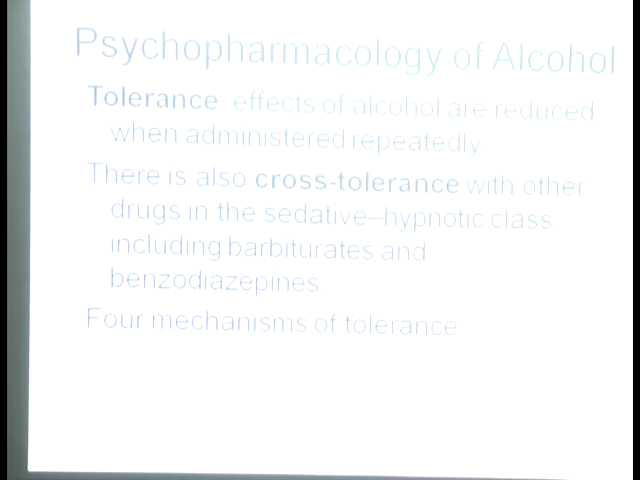 Psychopharmacology of Alcohol
Tolerance effects of alcohol are reduced
when administered repeatedly
There is also cross-tolerance with other
drugs in the sedative–hypnotic class
including barbiturates and
benzodiazepines
Four mechanisms of tolerance